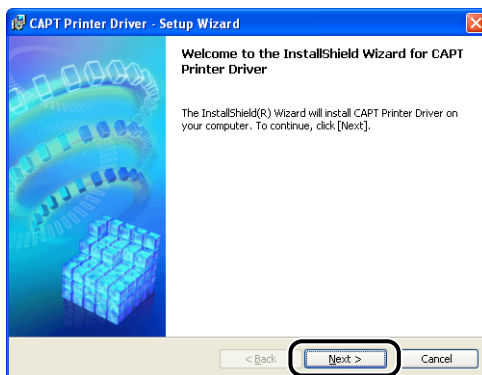 CAPT Printer Driver - Setup Wizard
Welcome to the InstallShield Wizard for CAPT
Printer Driver
The InstallShield(R) Wizard will install CAPT Printer Driver on
your computer. To continue, click [Next].
< Back
Next >
Cancel